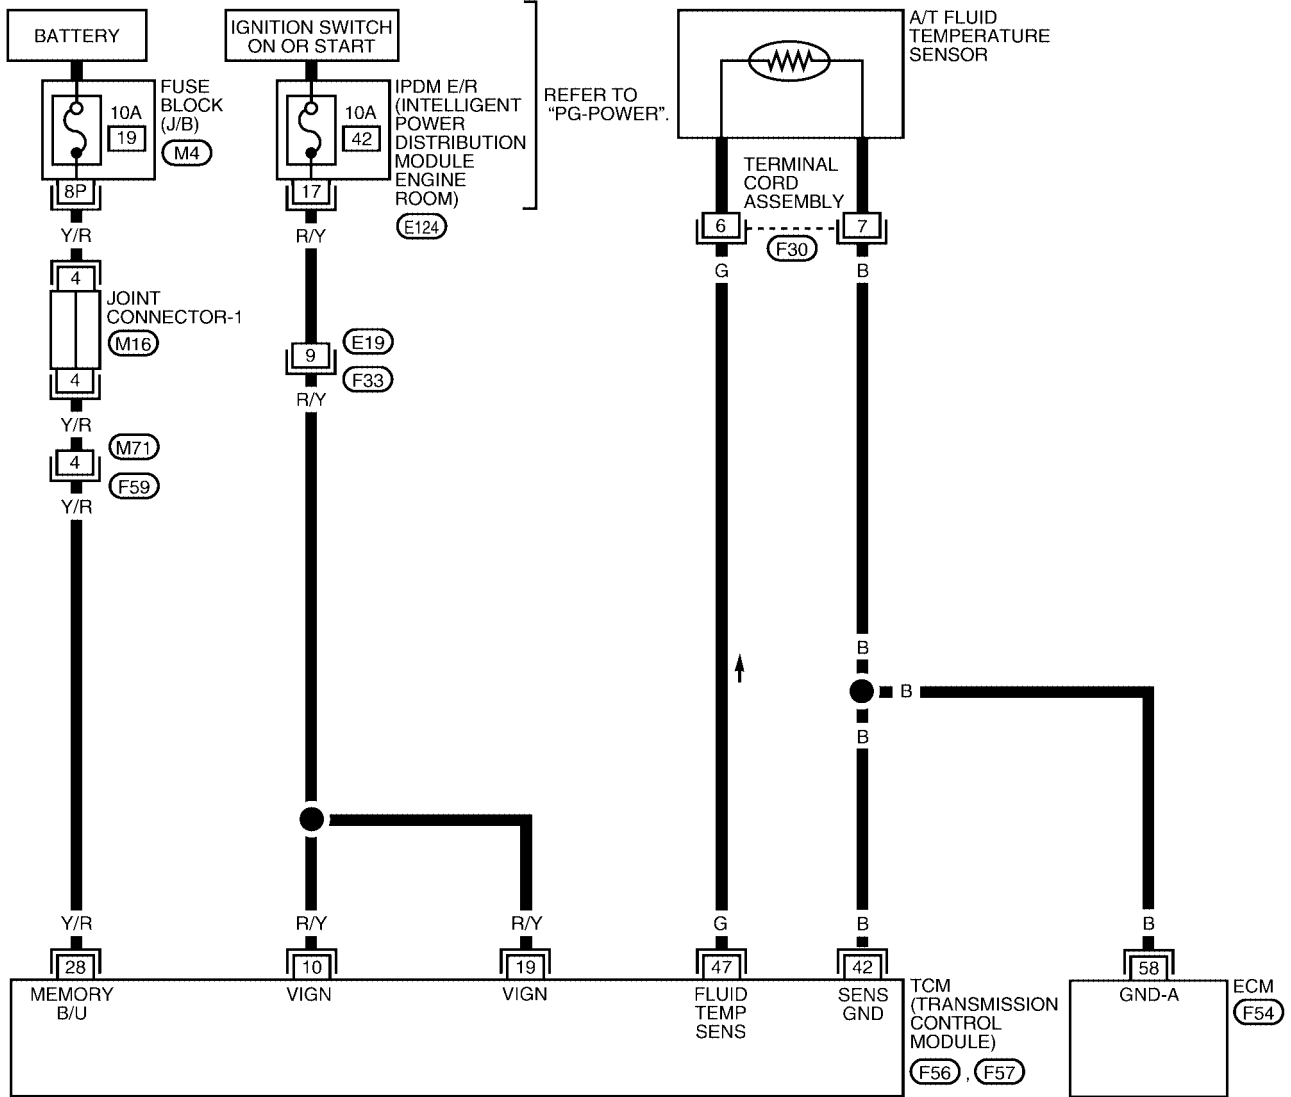 BATTERY
IGNITION SWITCH
ON OR START
FUSE
BLOCK
(J/B)
M4
10A
19
8P
Y/R
4
JOINT
CONNECTOR-1
M16
4
Y/R
M71
4
F59
Y/R
Y/R
28
MEMORY
B/U
10A
42
17
IPDM E/R
(INTELLIGENT
POWER
DISTRIBUTION
MODULE
ENGINE
ROOM)
E124
R/Y
9
E19
F33
R/Y
R/Y
10
VIGN
R/Y
19
VIGN
REFER TO
“PG-POWER”.
A/T FLUID
TEMPERATURE
SENSOR
TERMINAL
CORD
ASSEMBLY
6
7
F30
G
B
B
B
B
G
47
FLUID
TEMP
SENS
B
42
SENS
GND
TCM
(TRANSMISSION
CONTROL
MODULE)
F56 , F57
B
58
GND-A
ECM
F54